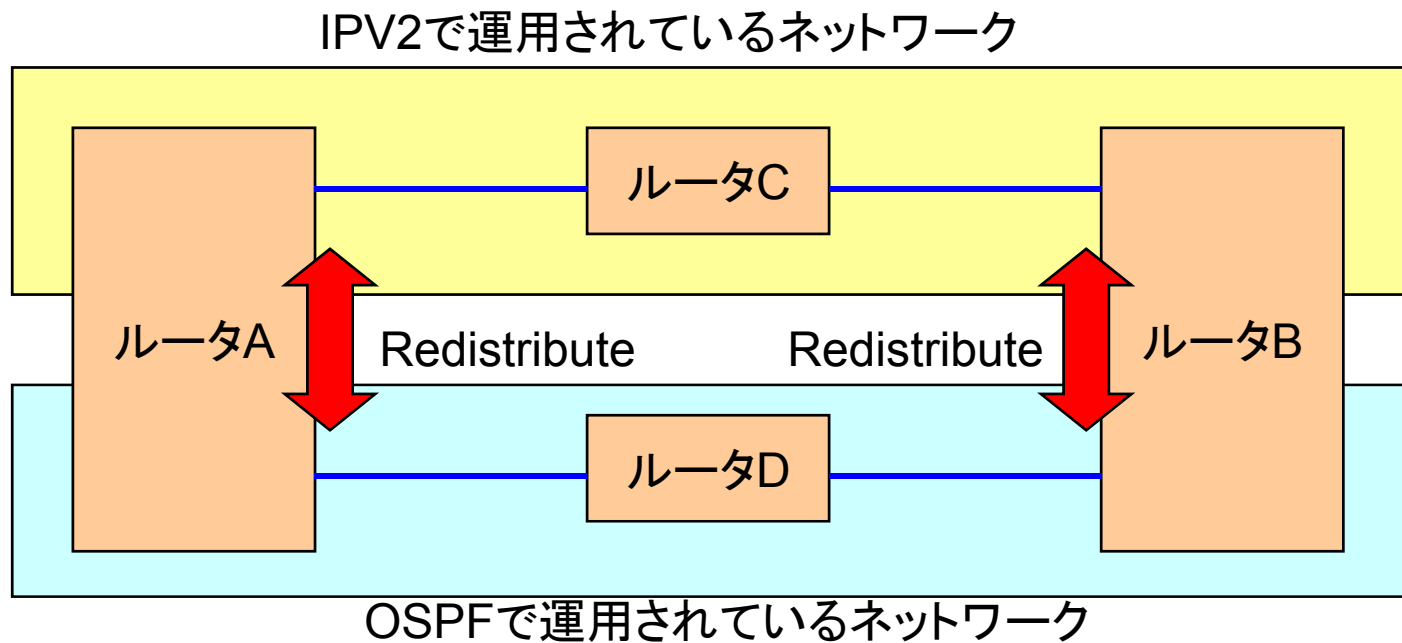 IPV2で運用されているネットワーク
ルータC
ルータA
Redistribute
Redistribute
ルータB
ルータD
OSPFで運用されているネットワーク